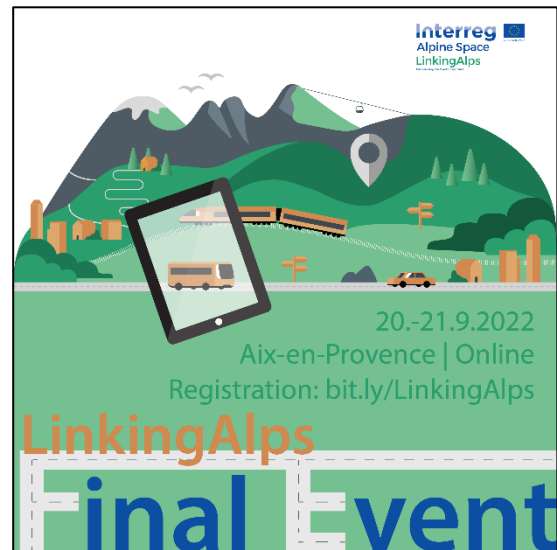 Interreg
Alpine Space
LinkingAlps
20.-21.9.2022
Aix-en-Provence | Online
Registration: bit.ly/LinkingAlps
LinkingAlps
Final Event